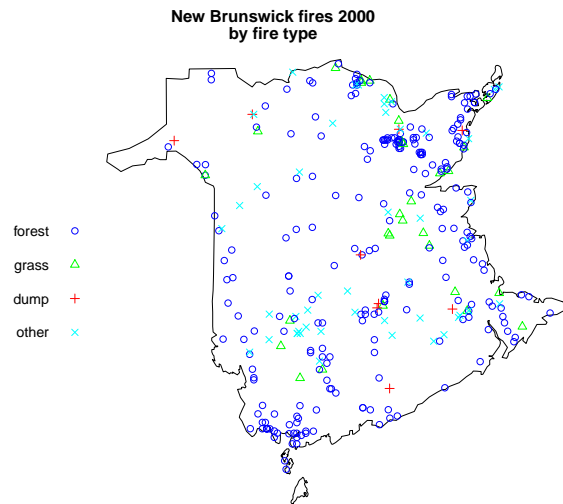 New Brunswick fires 2000
by fire type
forest
grass
dump
other